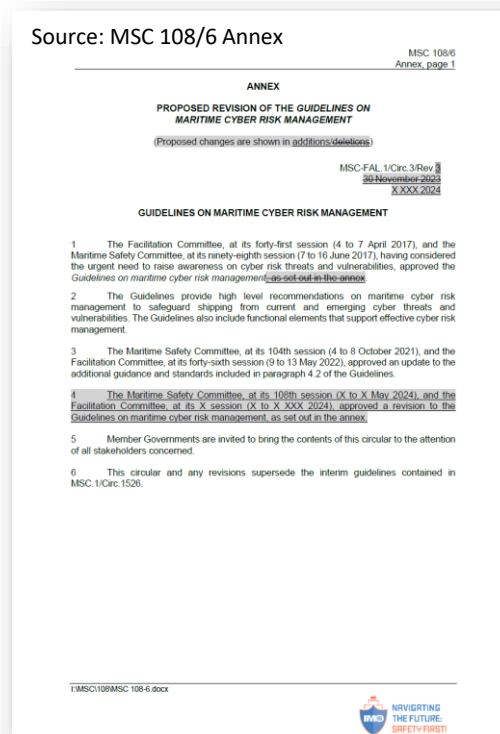 Source: MSC 108/6 Annex
MSC 108/6
Annex, page 1
ANNEX
PROPOSED REVISION OF THE GUIDELINES ON
MARITIME CYBER RISK MANAGEMENT
(Proposed changes are shown in additions/deletions)
MSC-FAL.1/Circ.3/Rev.3
30 November 2023
X XXX 2024
GUIDELINES ON MARITIME CYBER RISK MANAGEMENT
1 The Facilitation Committee, at its forty-first session (4 to 7 April 2017), and the
Maritime Safety Committee, at its ninety-eighth session (7 to 16 June 2017), having considered
the urgent need to raise awareness on cyber risk threats and vulnerabilities, approved the
Guidelines on maritime cyber risk management, as set out in the annex.
2 The Guidelines provide high level recommendations on maritime cyber risk
management to safeguard shipping from current and emerging cyber threats and
vulnerabilities. The Guidelines also include functional elements that support effective cyber risk
management.
3 The Maritime Safety Committee, at its 104th session (4 to 8 October 2021), and the
Facilitation Committee, at its forty-sixth session (9 to 13 May 2022), approved an update to the
additional guidance and standards included in paragraph 4.2 of the Guidelines.
4 The Maritime Safety Committee, at its 108th session (X to X May 2024), and the
Facilitation Committee, at its X session (X to X XXX 2024), approved a revision to the
Guidelines on maritime cyber risk management, as set out in the annex.
5 Member Governments are invited to bring the contents of this circular to the attention
of all stakeholders concerned.
6 This circular and any revisions supersede the interim guidelines contained in
MSC.1/Circ.1526.
I:\MSC\108\MSC 108-6.docx
IMO
NAVIGATING
THE FUTURE:
SAFETY FIRST!